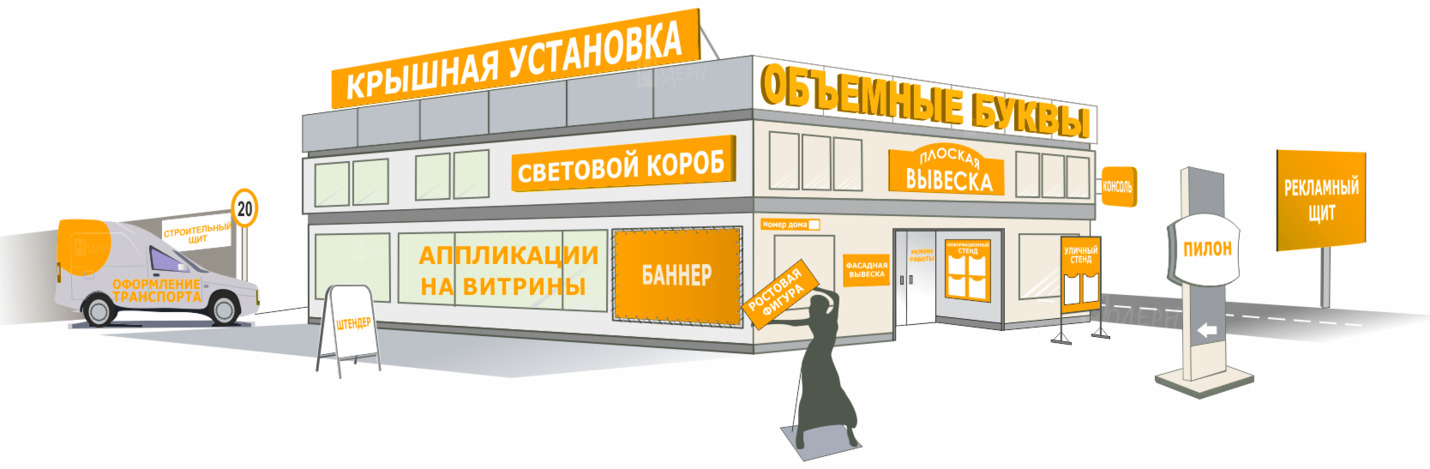 КРЫШНАЯ УСТАНОВКА
ОБЪЕМНЫЕ БУКВЫ
СВЕТОВОЙ КОРОБ
ПЛОСКАЯ
ВЫВЕСКА
КОНСОЛЬ
РЕКЛАМНЫЙ
ЩИТ
20
СТРОИТЕЛЬНЫЙ
ЩИТ
ОФОРМЛЕНИЕ
ТРАНСПОРТА
ШТЕНДЕР
АППЛИКАЦИИ
НА ВИТРИНЫ
БАННЕР
номер дома
РОСТОВАЯ
ФИГУРА
ФАСАДНАЯ
ВЫВЕСКА
РЕЖИМ
РАБОТЫ
ИНФОРМАЦИОННЫЙ
СТЕНД
УЛИЧНЫЙ
СТЕНД
ПИЛОН